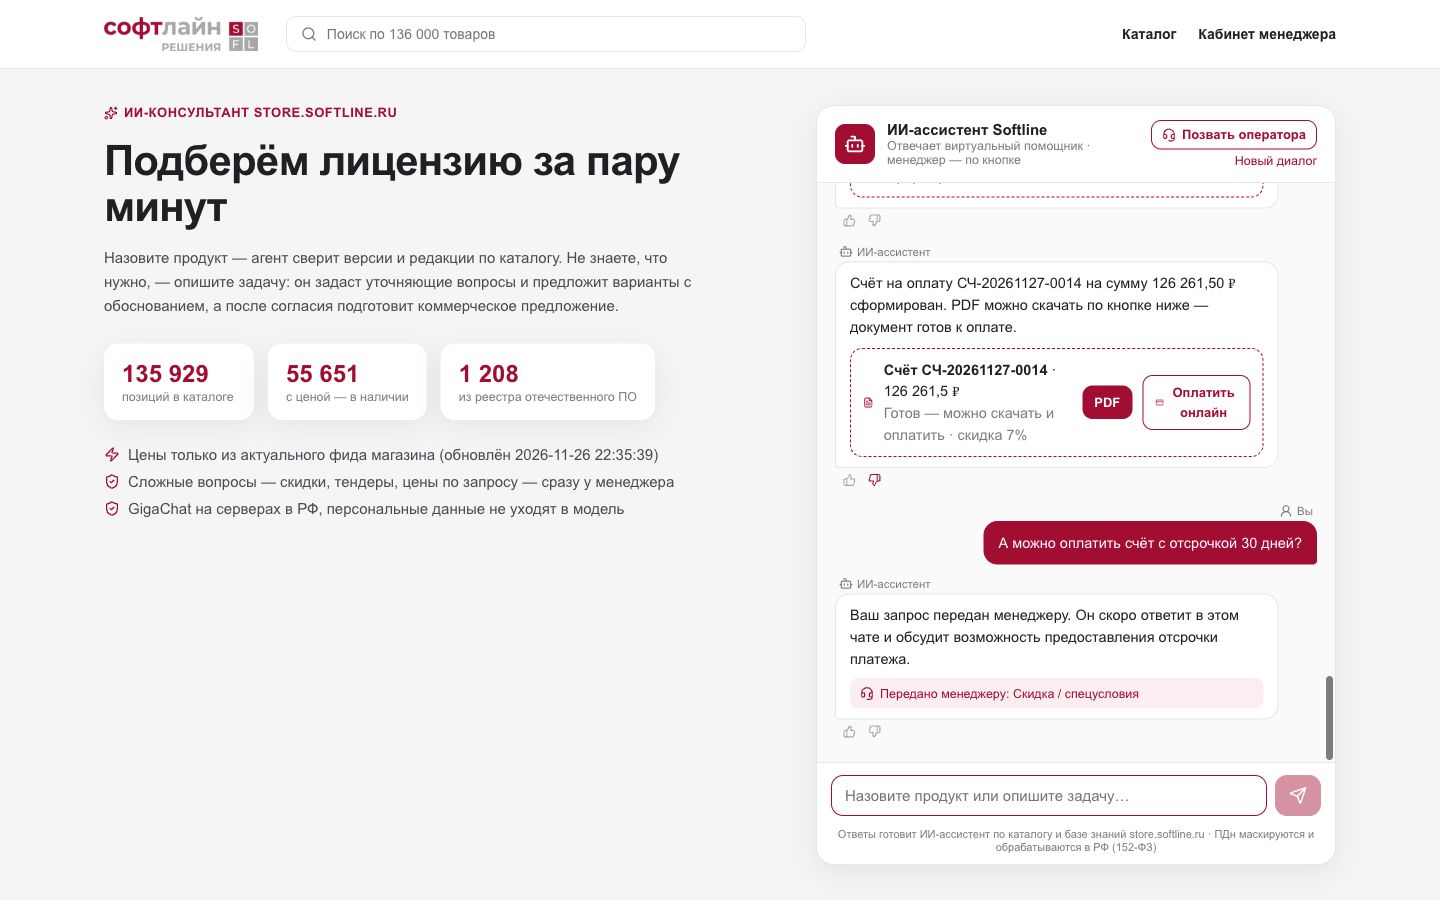 софтлайн
РЕШЕНИЯ
S O
F L
Поиск по 136 000 товаров
Каталог
Кабинет менеджера
ИИ-КОНСУЛЬТАНТ STORE.SOFTLINE.RU
Подберём лицензию за пару
минут
Назовите продукт — агент сверит версии и редакции по каталогу. Не знаете, что
нужно, — опишите задачу: он задаст уточняющие вопросы и предложит варианты с
обоснованием, а после согласия подготовит коммерческое предложение.
135 929
позиций в каталоге
55 651
с ценой — в наличии
1 208
из реестра отечественного ПО
Цены только из актуального фида магазина (обновлён 2026-11-26 22:35:39)
Сложные вопросы — скидки, тендеры, цены по запросу — сразу у менеджера
GigaChat на серверах в РФ, персональные данные не уходят в модель
ИИ-ассистент Softline
Отвечает виртуальный помощник ·
менеджер — по кнопке
Позвать оператора
Новый диалог
ИИ-ассистент
Счёт на оплату СЧ-20261127-0014 на сумму 126 261,50 ₽
сформирован. PDF можно скачать по кнопке ниже —
документ готов к оплате.
Счёт СЧ-20261127-0014 ·
126 261,5 ₽
Готов — можно скачать и
оплатить · скидка 7%
PDF
Оплатить
онлайн
Вы
А можно оплатить счёт с отсрочкой 30 дней?
ИИ-ассистент
Ваш запрос передан менеджеру. Он скоро ответит в этом
чате и обсудит возможность предоставления отсрочки
платежа.
Передано менеджеру: Скидка / спецусловия
Назовите продукт или опишите задачу…
Ответы готовит ИИ-ассистент по каталогу и базе знаний store.softline.ru · ПДн маскируются и
обрабатываются в РФ (152-ФЗ)